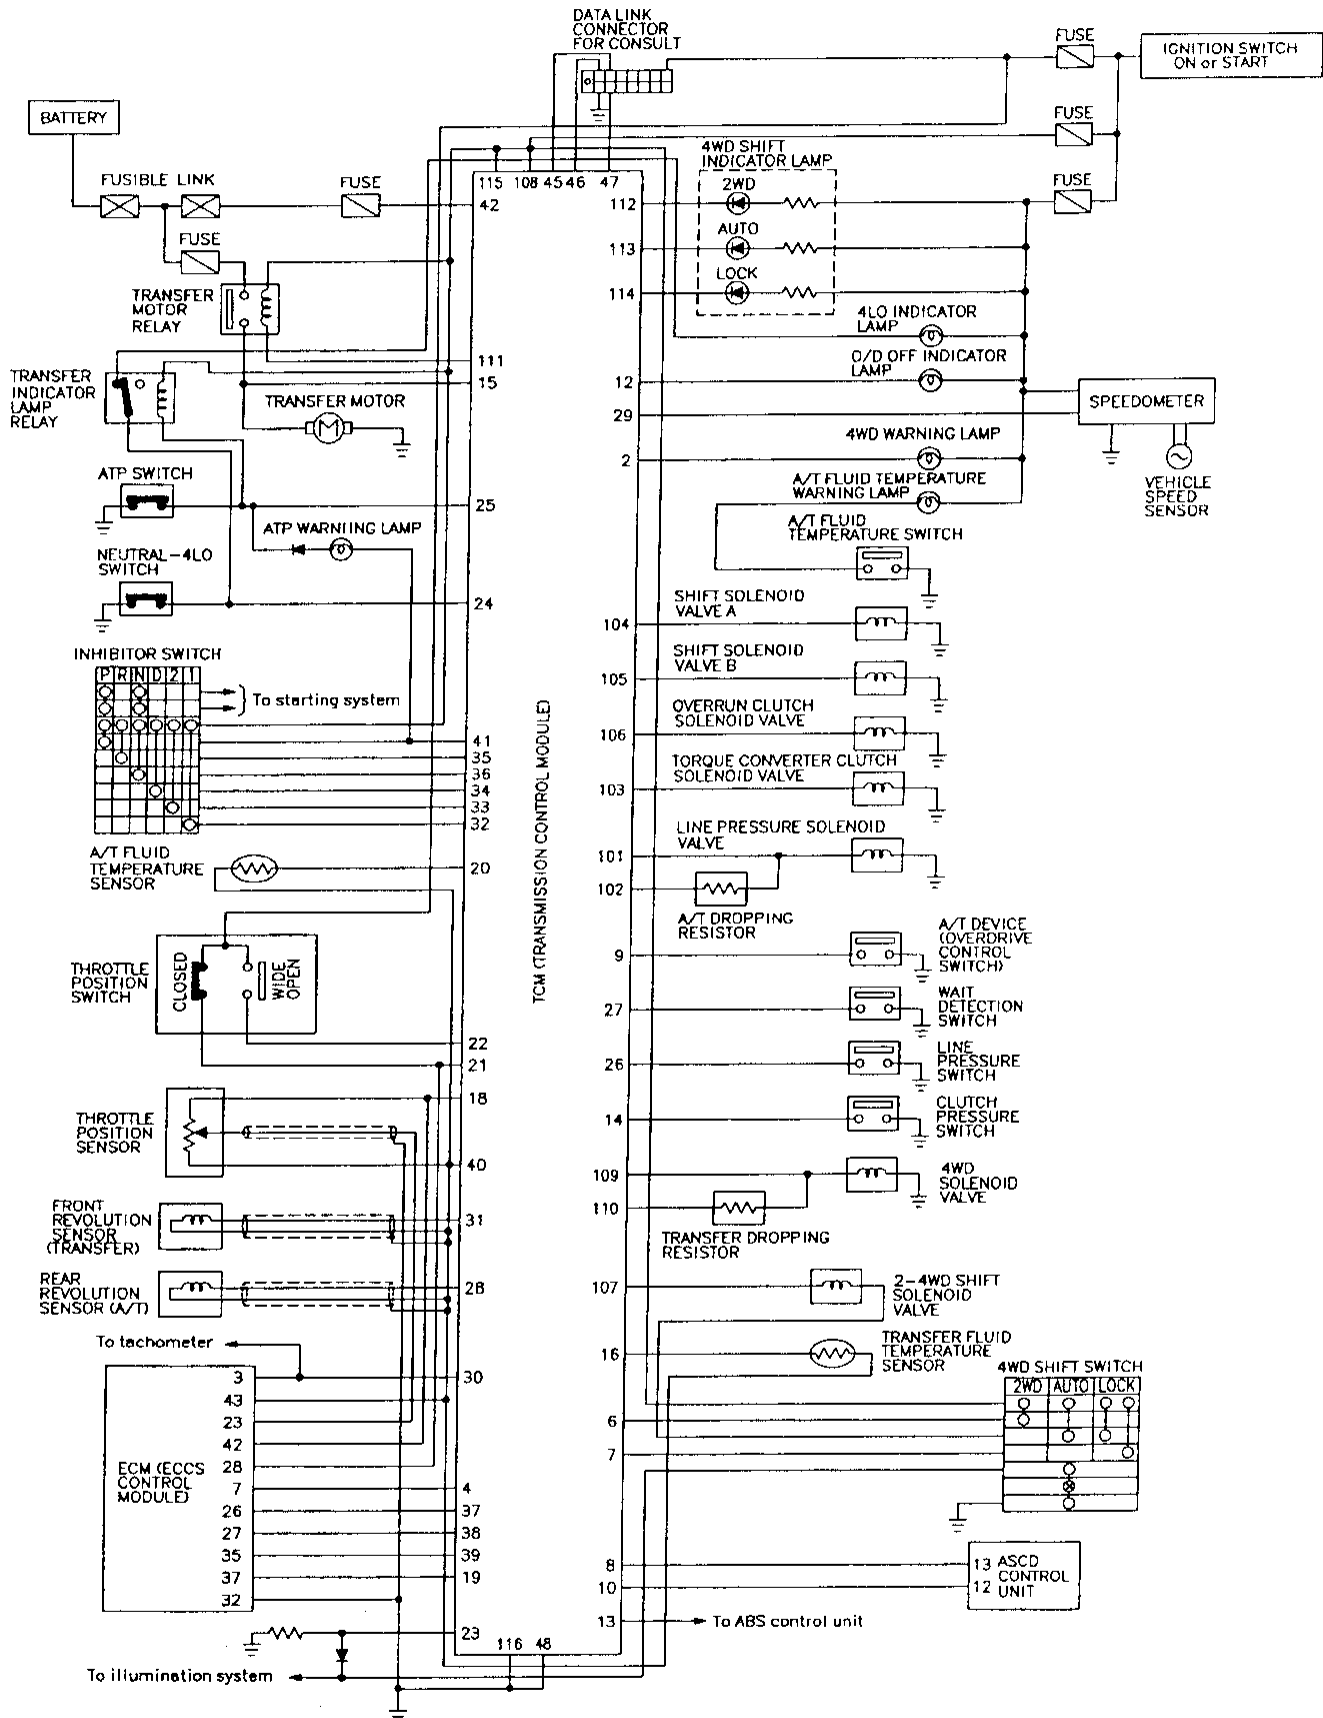 DATA LINK
CONNECTOR
FOR CONSULT
FUSE
IGNITION SWITCH
ON or START
BATTERY
FUSE
4WD SHIFT
INDICATOR LAMP
FUSIBLE LINK
FUSE
115 108 45 46 47
2WD
FUSE
42
112
FUSE
AUTO
113
LOCK
114
TRANSFER
MOTOR
RELAY
4LO INDICATOR
LAMP
111
O/D OFF INDICATOR
LAMP
TRANSFER
INDICATOR
LAMP
RELAY
15
12
TRANSFER MOTOR
M
29
SPEEDOMETER
4WD WARNING LAMP
2
ATP SWITCH
A/T FLUID TEMPERATURE
WARNING LAMP
VEHICLE
SPEED
SENSOR
25
ATP WARNIING LAMP
A/T FLUID
TEMPERATURE SWITCH
NEUTRAL-4LO
SWITCH
24
SHIFT SOLENOID
VALVE A
104
INHIBITOR SWITCH
P R N D 2 1
To starting system
SHIFT SOLENOID
VALVE B
105
OVERRUN CLUTCH
SOLENOID VALVE
106
41
35
36
34
33
32
TORQUE CONVERTER CLUTCH
SOLENOID VALVE
103
TCM (TRANSMISSION CONTROL MODULE)
LINE PRESSURE SOLENOID
VALVE
101
A/T FLUID
TEMPERATURE
SENSOR
20
102
A/T DROPPING
RESISTOR
A/T DEVICE
(OVERDRIVE
CONTROL
SWITCH)
9
THROTTLE
POSITION
SWITCH
CLOSED
WIDE
OPEN
WAIT
DETECTION
SWITCH
27
22
21
LINE
PRESSURE
SWITCH
26
18
CLUTCH
PRESSURE
SWITCH
14
THROTTLE
POSITION
SENSOR
40
109
4WD
SOLENOID
VALVE
FRONT
REVOLUTION
SENSOR
(TRANSFER)
31
110
TRANSFER DROPPING
RESISTOR
REAR
REVOLUTION
SENSOR (A/T)
28
107
2-4WD SHIFT
SOLENOID
VALVE
To tachometer
16
TRANSFER FLUID
TEMPERATURE
SENSOR
4WD SHIFT SWITCH
2WD AUTO LOCK
3 30
43
23
6
42
7
28
ECM (ECCS
CONTROL
MODULE)
7 4
26 37
27 38
35 39
37 19
32
8 13
10 12
ASCD
CONTROL
UNIT
13 To ABS control unit
23
116 48
To illumination system